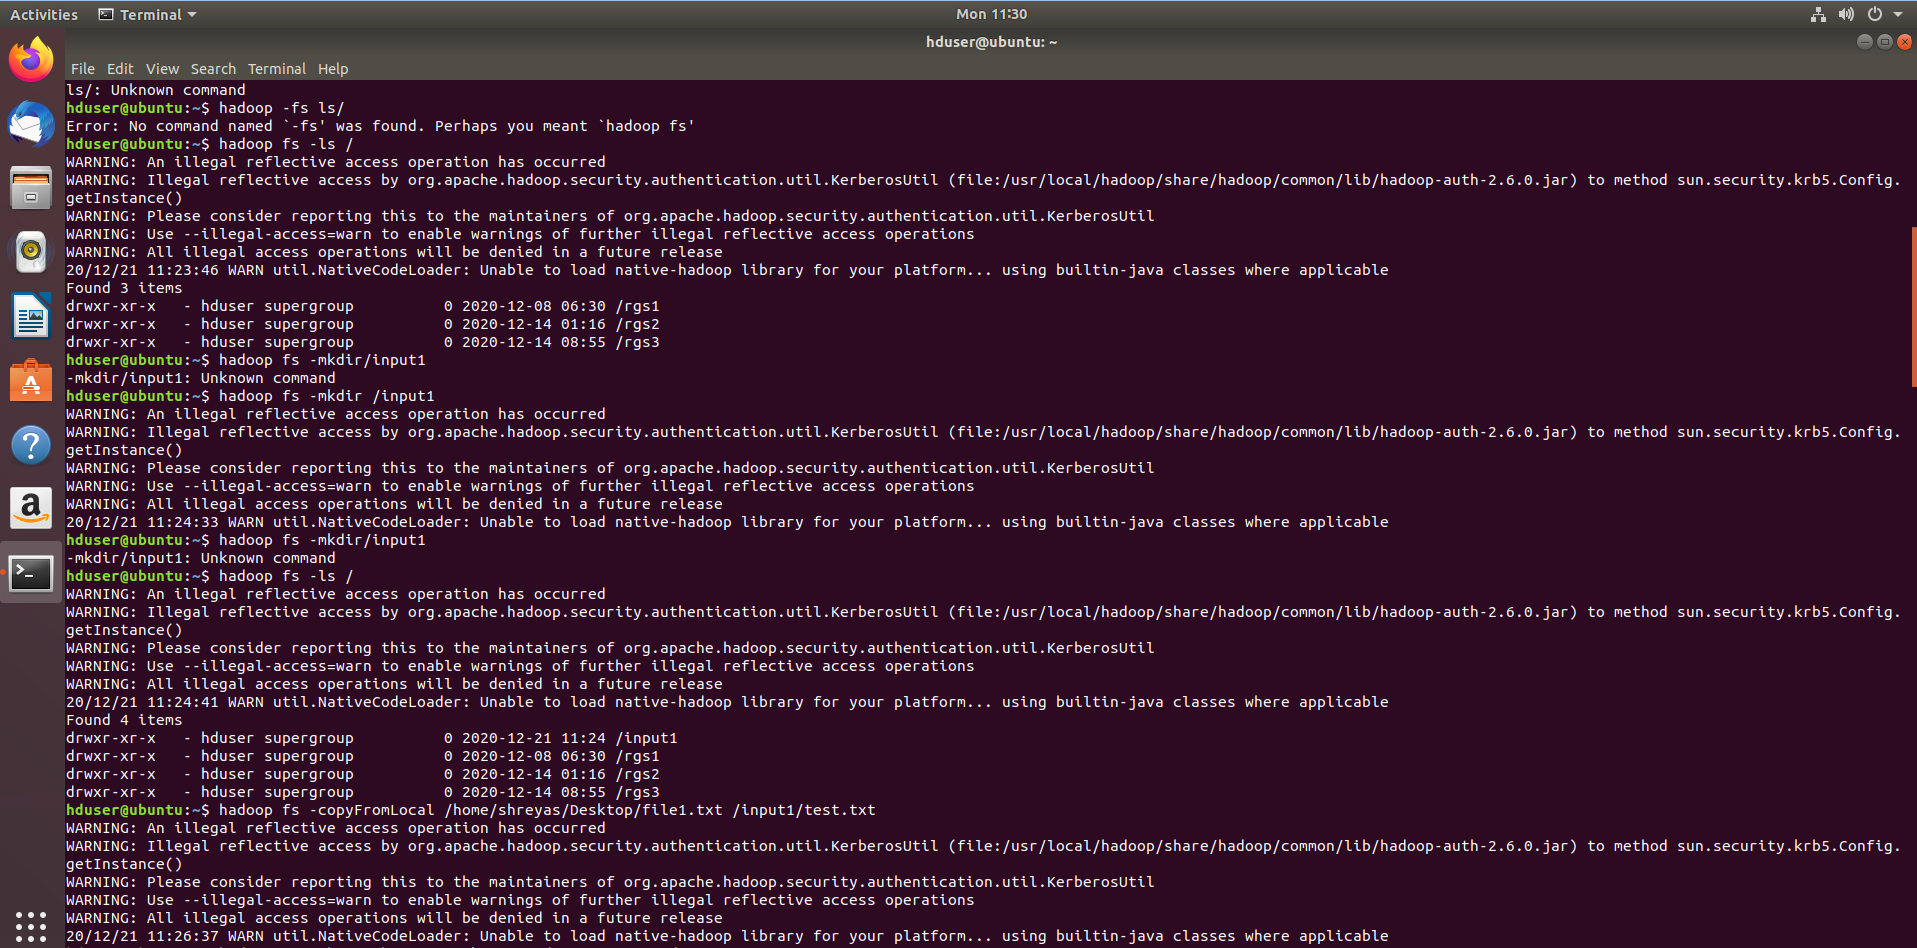 Activities Terminal Mon 11:30
hduser@ubuntu: ~
File Edit View Search Terminal Help
ls/: Unknown command
hduser@ubuntu:~$ hadoop -fs ls/
Error: No command named `-fs' was found. Perhaps you meant `hadoop fs'
hduser@ubuntu:~$ hadoop fs -ls /
WARNING: An illegal reflective access operation has occurred
WARNING: Illegal reflective access by org.apache.hadoop.security.authentication.util.KerberosUtil (file:/usr/local/hadoop/share/hadoop/common/lib/hadoop-auth-2.6.0.jar) to method sun.security.krb5.Config.
getInstance()
WARNING: Please consider reporting this to the maintainers of org.apache.hadoop.security.authentication.util.KerberosUtil
WARNING: Use --illegal-access=warn to enable warnings of further illegal reflective access operations
WARNING: All illegal access operations will be denied in a future release
20/12/21 11:23:46 WARN util.NativeCodeLoader: Unable to load native-hadoop library for your platform... using builtin-java classes where applicable
Found 3 items
drwxr-xr-x   - hduser supergroup          0 2020-12-08 06:30 /rgs1
drwxr-xr-x   - hduser supergroup          0 2020-12-14 01:16 /rgs2
drwxr-xr-x   - hduser supergroup          0 2020-12-14 08:55 /rgs3
hduser@ubuntu:~$ hadoop fs -mkdir/input1
-mkdir/input1: Unknown command
hduser@ubuntu:~$ hadoop fs -mkdir /input1
WARNING: An illegal reflective access operation has occurred
WARNING: Illegal reflective access by org.apache.hadoop.security.authentication.util.KerberosUtil (file:/usr/local/hadoop/share/hadoop/common/lib/hadoop-auth-2.6.0.jar) to method sun.security.krb5.Config.
getInstance()
WARNING: Please consider reporting this to the maintainers of org.apache.hadoop.security.authentication.util.KerberosUtil
WARNING: Use --illegal-access=warn to enable warnings of further illegal reflective access operations
WARNING: All illegal access operations will be denied in a future release
20/12/21 11:24:33 WARN util.NativeCodeLoader: Unable to load native-hadoop library for your platform... using builtin-java classes where applicable
hduser@ubuntu:~$ hadoop fs -mkdir/input1
-mkdir/input1: Unknown command
hduser@ubuntu:~$ hadoop fs -ls /
WARNING: An illegal reflective access operation has occurred
WARNING: Illegal reflective access by org.apache.hadoop.security.authentication.util.KerberosUtil (file:/usr/local/hadoop/share/hadoop/common/lib/hadoop-auth-2.6.0.jar) to method sun.security.krb5.Config.
getInstance()
WARNING: Please consider reporting this to the maintainers of org.apache.hadoop.security.authentication.util.KerberosUtil
WARNING: Use --illegal-access=warn to enable warnings of further illegal reflective access operations
WARNING: All illegal access operations will be denied in a future release
20/12/21 11:24:41 WARN util.NativeCodeLoader: Unable to load native-hadoop library for your platform... using builtin-java classes where applicable
Found 4 items
drwxr-xr-x   - hduser supergroup          0 2020-12-21 11:24 /input1
drwxr-xr-x   - hduser supergroup          0 2020-12-08 06:30 /rgs1
drwxr-xr-x   - hduser supergroup          0 2020-12-14 01:16 /rgs2
drwxr-xr-x   - hduser supergroup          0 2020-12-14 08:55 /rgs3
hduser@ubuntu:~$ hadoop fs -copyFromLocal /home/shreyas/Desktop/file1.txt /input1/test.txt
WARNING: An illegal reflective access operation has occurred
WARNING: Illegal reflective access by org.apache.hadoop.security.authentication.util.KerberosUtil (file:/usr/local/hadoop/share/hadoop/common/lib/hadoop-auth-2.6.0.jar) to method sun.security.krb5.Config.
getInstance()
WARNING: Please consider reporting this to the maintainers of org.apache.hadoop.security.authentication.util.KerberosUtil
WARNING: Use --illegal-access=warn to enable warnings of further illegal reflective access operations
WARNING: All illegal access operations will be denied in a future release
20/12/21 11:26:37 WARN util.NativeCodeLoader: Unable to load native-hadoop library for your platform... using builtin-java classes where applicable